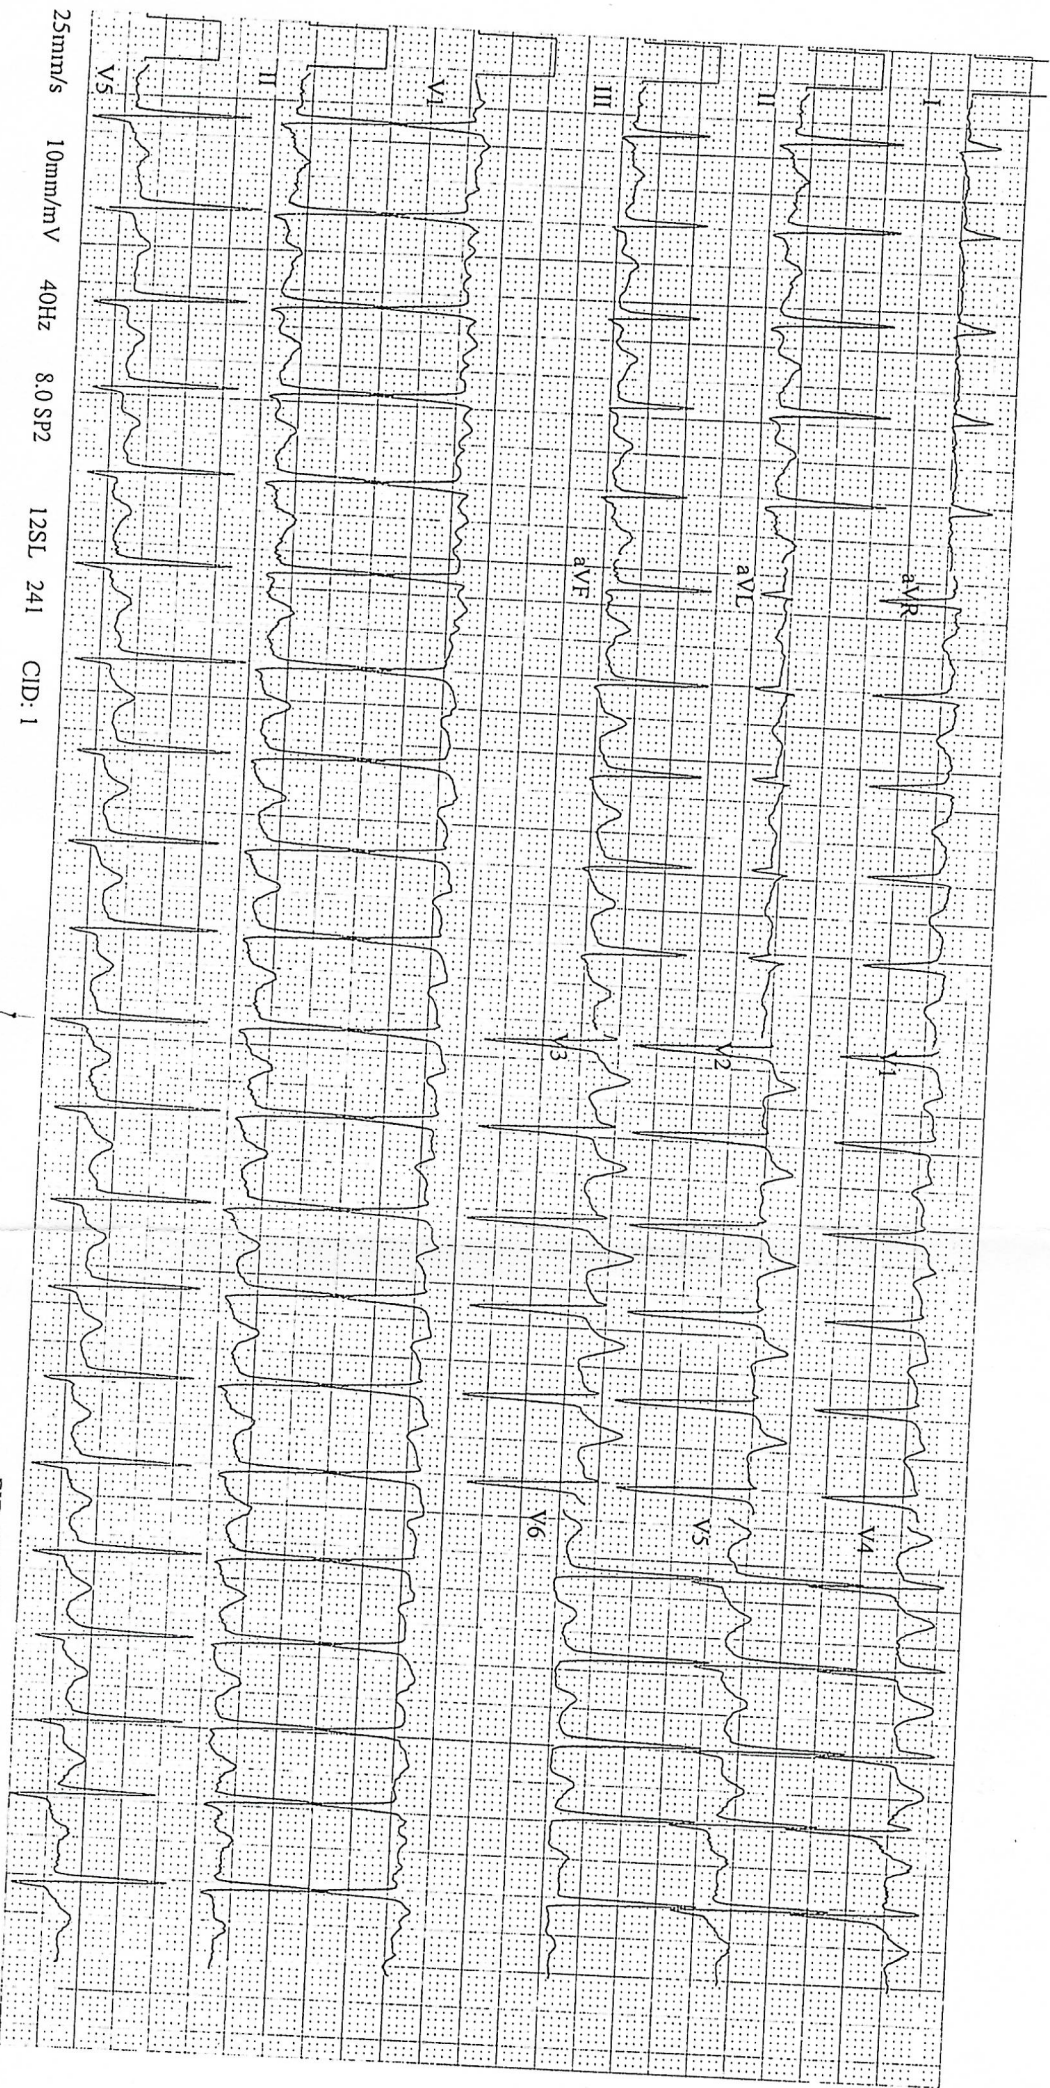 I aVR V1 V4
II aVL V2 V5
III aVF V3 V6
V1
II
V5
25mm/s 10mm/mV 40Hz 8.0 SP2 12SL 241 CID: 1